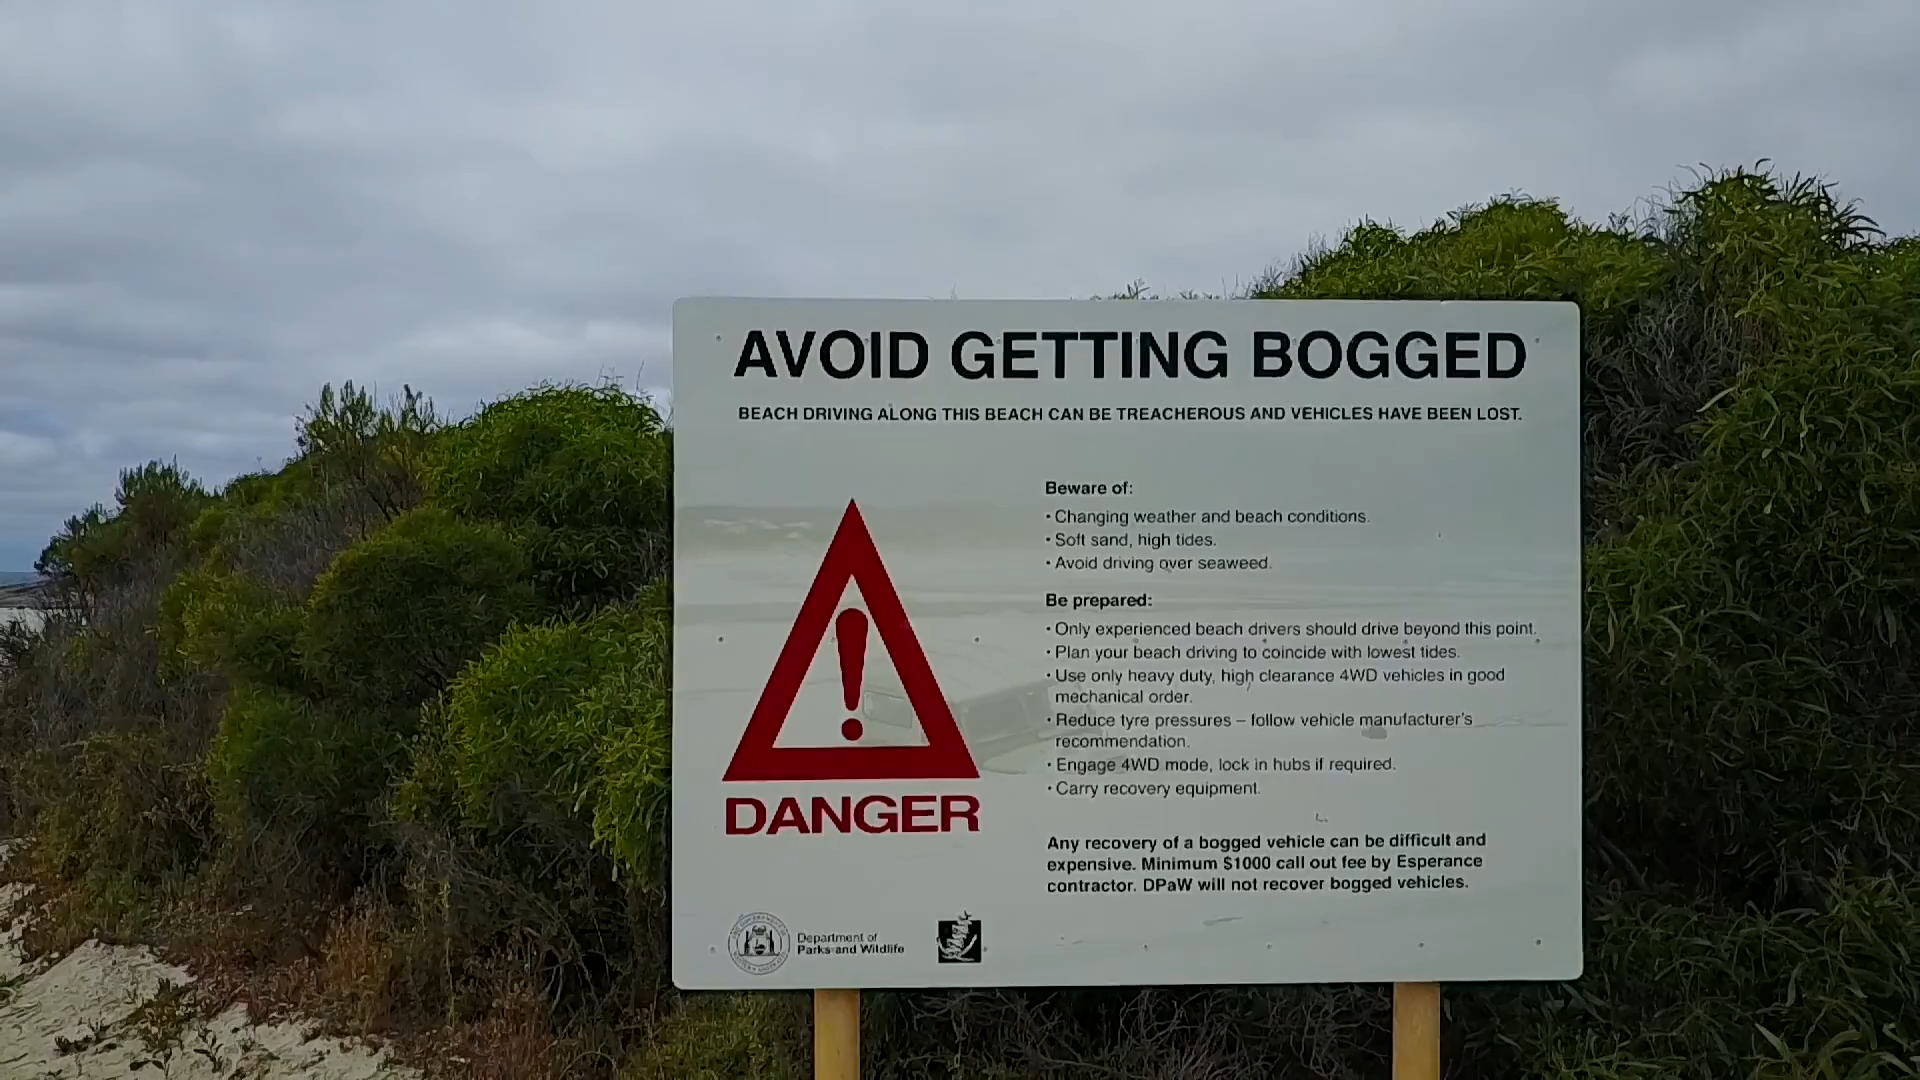 AVOID GETTING BOGGED
BEACH DRIVING ALONG THIS BEACH CAN BE TREACHEROUS AND VEHICLES HAVE BEEN LOST.
Beware of:
• Changing weather and beach conditions.
• Soft sand, high tides.
• Avoid driving over seaweed.
Be prepared:
• Only experienced beach drivers should drive beyond this point.
• Plan your beach driving to coincide with lowest tides.
• Use only heavy duty, high clearance 4WD vehicles in good
mechanical order.
• Reduce tyre pressures – follow vehicle manufacturer's
recommendation.
• Engage 4WD mode, lock in hubs if required.
• Carry recovery equipment.
DANGER
Any recovery of a bogged vehicle can be difficult and
expensive. Minimum $1000 call out fee by Esperance
contractor. DPaW will not recover bogged vehicles.
Department of
Parks and Wildlife